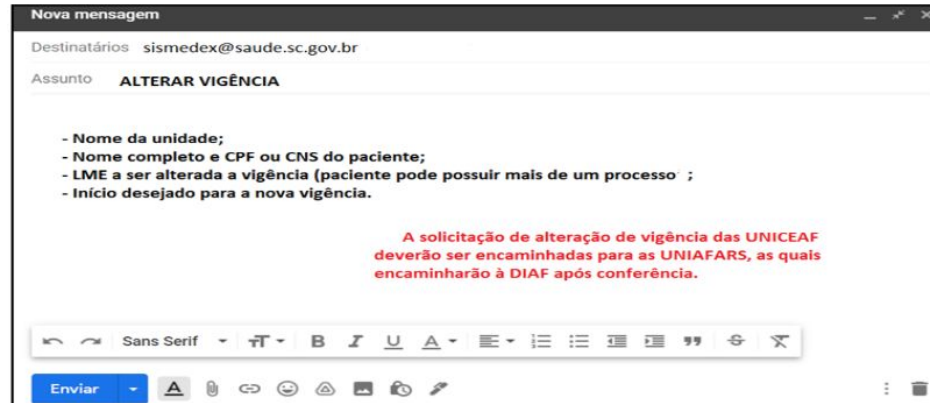 Nova mensagem
Destinatários sismedex@saude.sc.gov.br
Assunto ALTERAR VIGÊNCIA
- Nome da unidade;
- Nome completo e CPF ou CNS do paciente;
- LME a ser alterada a vigência (paciente pode possuir mais de um processo ;
- Início desejado para a nova vigência.
A solicitação de alteração de vigência das UNICEAF
deverão ser encaminhadas para as UNIAFARS, as quais
encaminharão à DIAF após conferência.
Sans Serif
Enviar